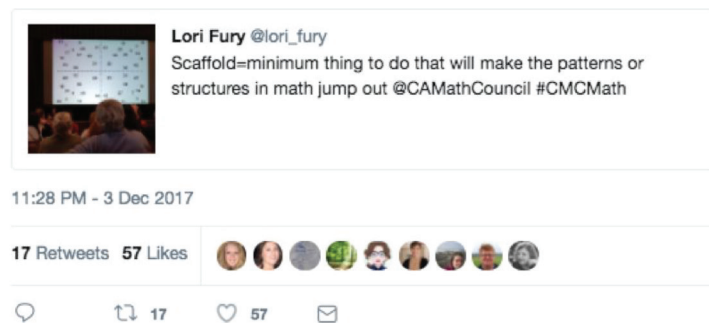 Lori Fury @lori_fury
Scaffold=minimum thing to do that will make the patterns or
structures in math jump out @CAMathCouncil #CMCMath
11:28 PM - 3 Dec 2017
17 Retweets 57 Likes
17 57